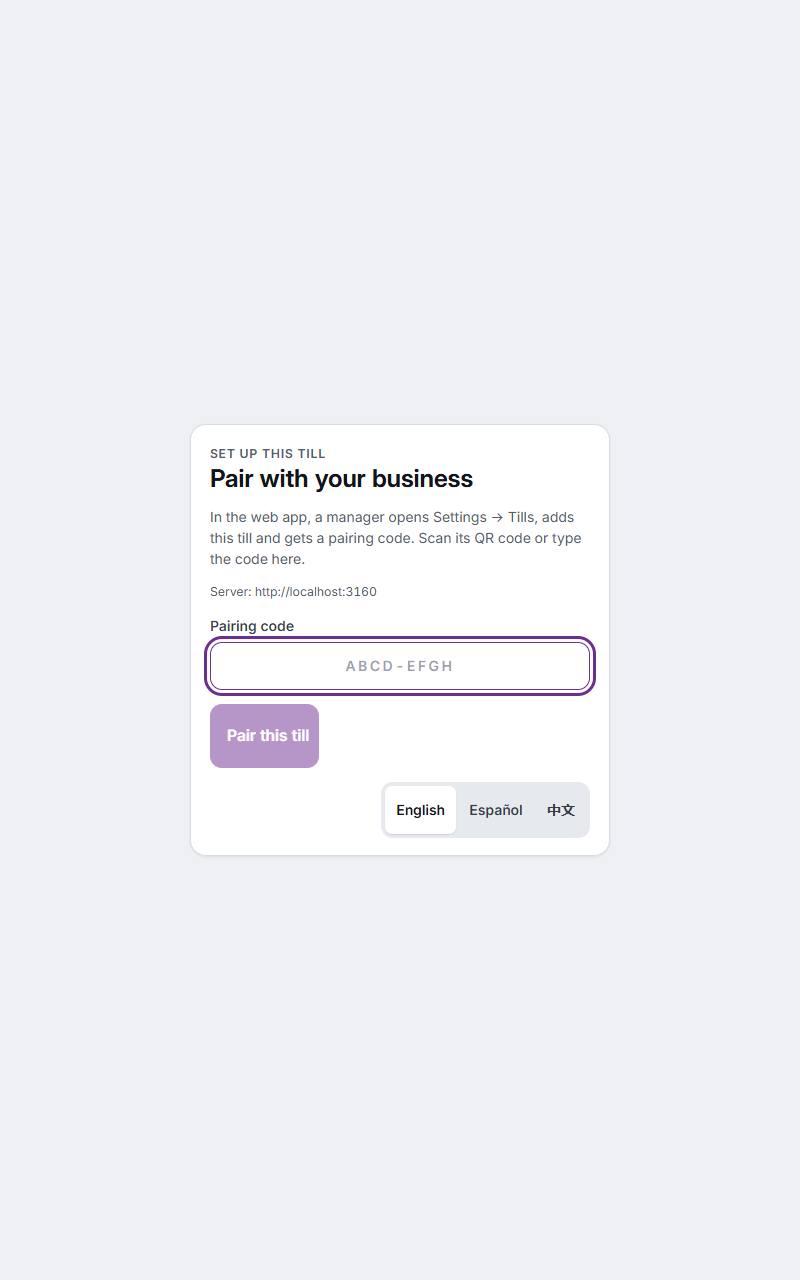 SET UP THIS TILL
Pair with your business
In the web app, a manager opens Settings → Tills, adds
this till and gets a pairing code. Scan its QR code or type
the code here.
Server: http://localhost:3160
Pairing code
ABCD-EFGH
Pair this till
English Español 中文